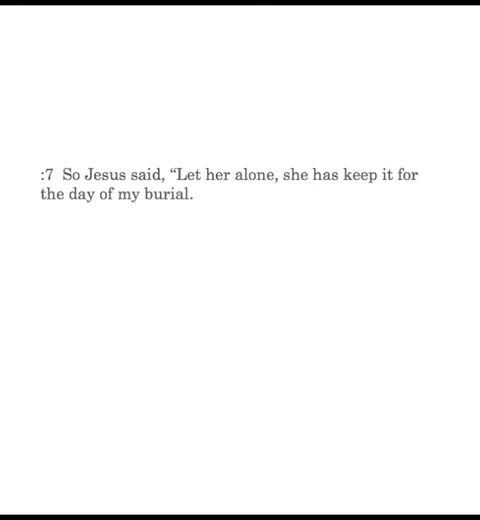 :7  So Jesus said, “Let her alone, she has keep it for
the day of my burial.